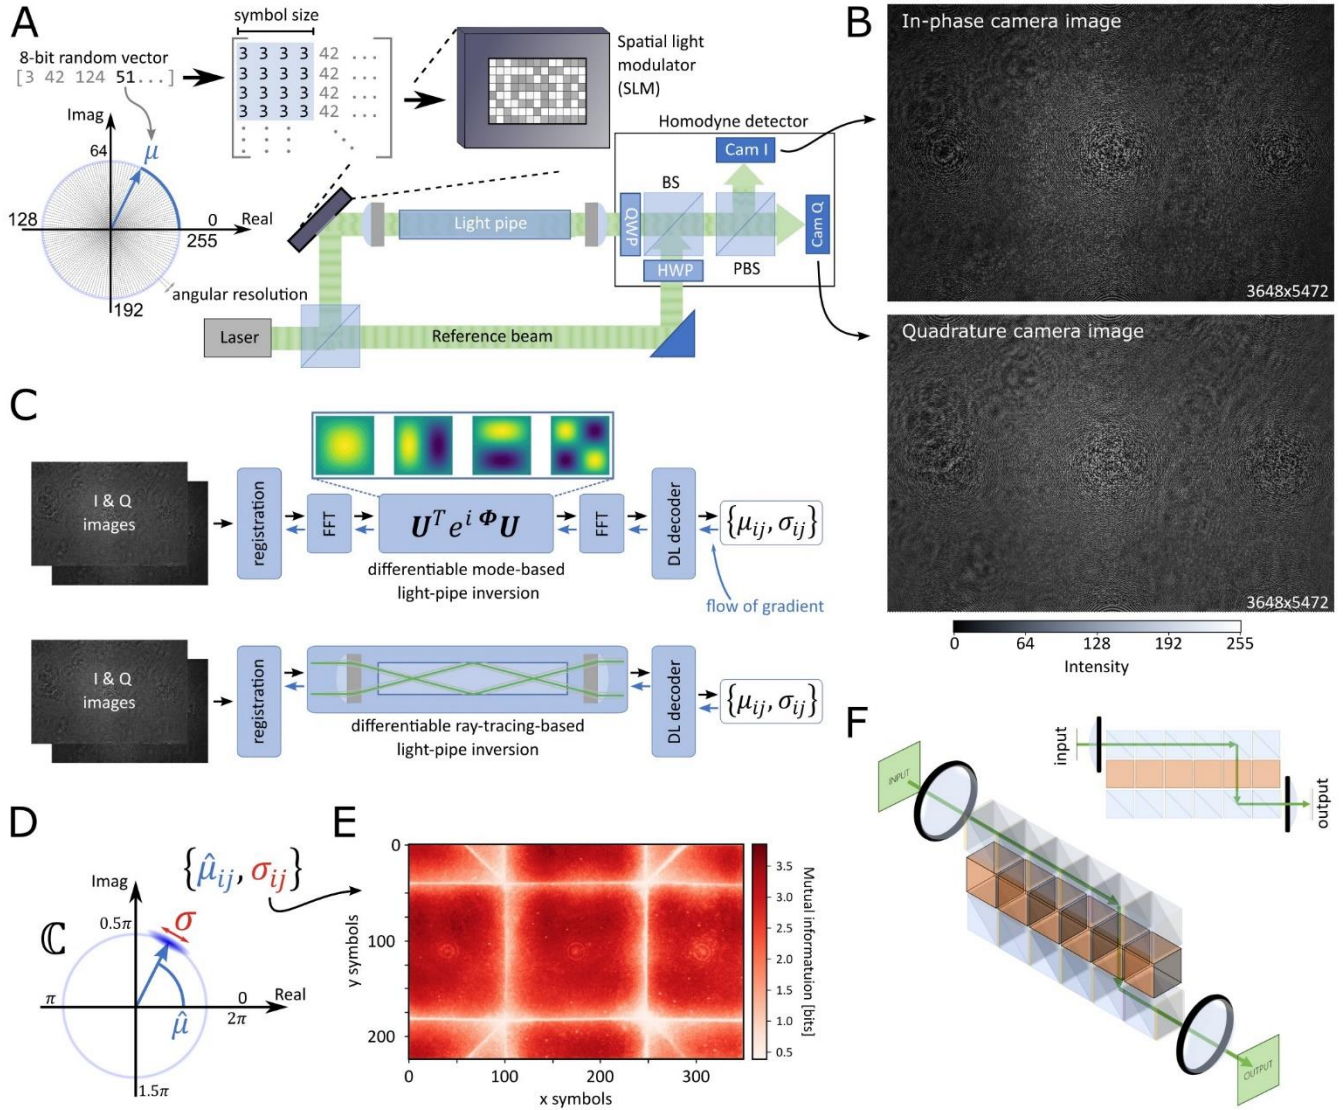 A
symbol size
8-bit random vector
[3 42 124 51...]
3 3 3 3 42 ...
3 3 3 3 42 ...
3 3 3 3 42 ...
3 3 3 3 42 ...
Spatial light
modulator
(SLM)
Imag
64
μ
128
0
Real
255
192
angular resolution
Homodyne detector
Cam I
BS
QWP
Light pipe
Cam Q
HWP
PBS
Laser
Reference beam
B
In-phase camera image
3648x5472
Quadrature camera image
3648x5472
0 64 128 192 255
Intensity
C
I & Q
images
registration
FFT
U^T e^{i Φ} U
FFT
DL decoder
{μ_ij, σ_ij}
differentiable mode-based
light-pipe inversion
flow of gradient
I & Q
images
registration
DL decoder
{μ_ij, σ_ij}
differentiable ray-tracing-based
light-pipe inversion
D
{μ̂_ij, σ_ij}
Imag
0.5π
σ
ℂ
π
0
Real
2π
μ̂
1.5π
E
0
100
200
y symbols
0 100 200 300
x symbols
3.5
3.0
2.5
2.0
1.5
1.0
0.5
Mutual informatuion [bits]
F
input
output
INPUT
OUTPUT